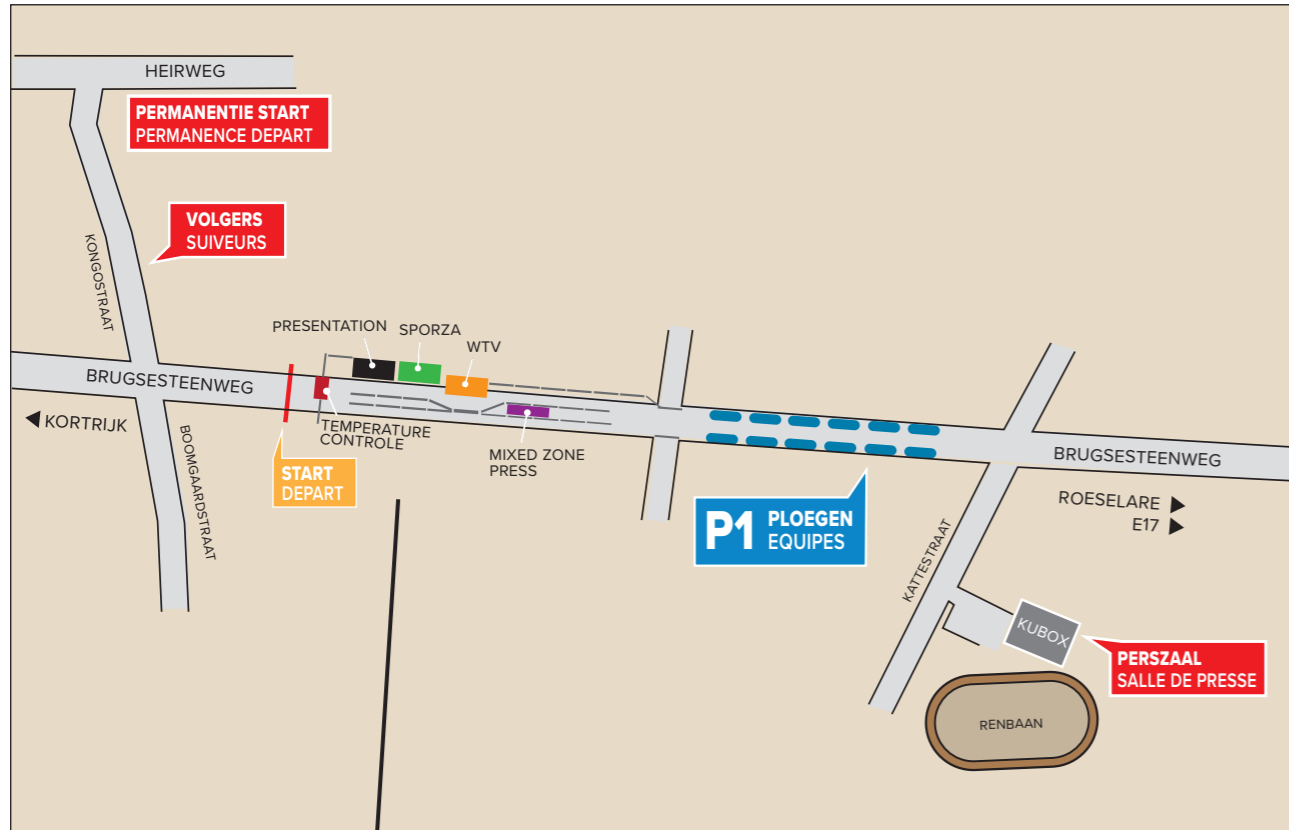 HEIRWEG
PERMANENTIE START
PERMANENCE DEPART
VOLGERS
SUIVEURS
KONGOSTRAAT
PRESENTATION
SPORZA
WTV
BRUGSESTEENWEG
KORTRIJK
BOOMGAARDSTRAAT
TEMPERATURE
CONTROLE
START
DEPART
MIXED ZONE
PRESS
BRUGSESTEENWEG
ROESELARE
E17
P1 PLOEGEN
EQUIPES
KATTESTRAAT
KUBOX
PERSZAAL
SALLE DE PRESSE
RENBAAN